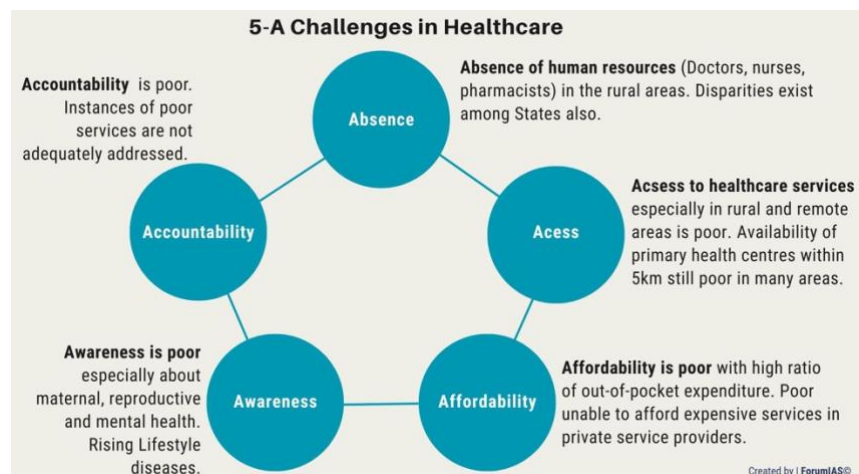 5-A Challenges in Healthcare
Absence
Absence of human resources (Doctors, nurses,
pharmacists) in the rural areas. Disparities exist
among States also.
Acess
Acsess to healthcare services
especially in rural and remote
areas is poor. Availability of
primary health centres within
5km still poor in many areas.
Affordability
Affordability is poor with high ratio
of out-of-pocket expenditure. Poor
unable to afford expensive services in
private service providers.
Awareness
Awareness is poor
especially about
maternal, reproductive
and mental health.
Rising Lifestyle
diseases.
Accountability
Accountability is poor.
Instances of poor
services are not
adequately addressed.
Created by | ForumIAS©